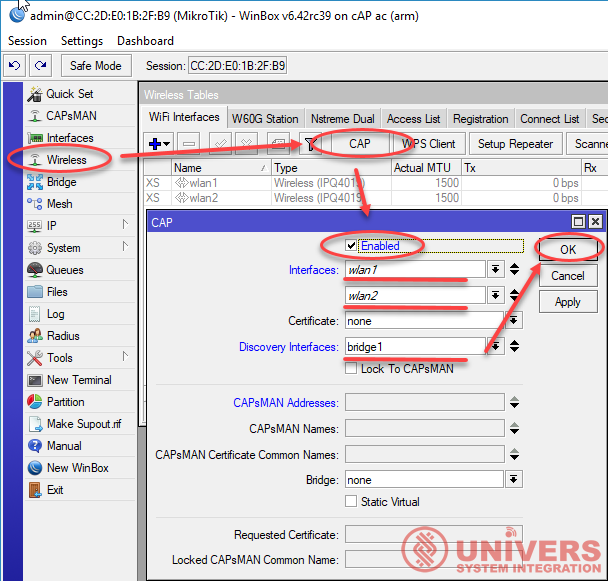 admin@CC:2D:E0:1B:2F:B9 (MikroTik) - WinBox v6.42rc39 on cAP ac (arm)
Session Settings Dashboard
Safe Mode Session: CC:2D:E0:1B:2F:B9
Quick Set
CAPsMAN
Interfaces
Wireless
Bridge
Mesh
IP
System
Queues
Files
Log
Radius
Tools
New Terminal
Partition
Make Supout.rif
Manual
New WinBox
Exit
Wireless Tables
WiFi Interfaces W60G Station Nstreme Dual Access List Registration Connect List Sec
CAP WPS Client Setup Repeater Scanne
Name Type Actual MTU Tx Rx
XS wlan1 Wireless (IPQ4019) 1500 0 bps
XS wlan2 Wireless (IPQ4019) 1500 0 bps
CAP
Enabled
OK
Interfaces: wlan1
Cancel
wlan2
Apply
Certificate: none
Discovery Interfaces: bridge1
Lock To CAPsMAN
CAPsMAN Addresses:
CAPsMAN Names:
CAPsMAN Certificate Common Names:
Bridge: none
Static Virtual
Requested Certificate:
Locked CAPsMAN Common Name:
UNIVERS
SYSTEM INTEGRATION